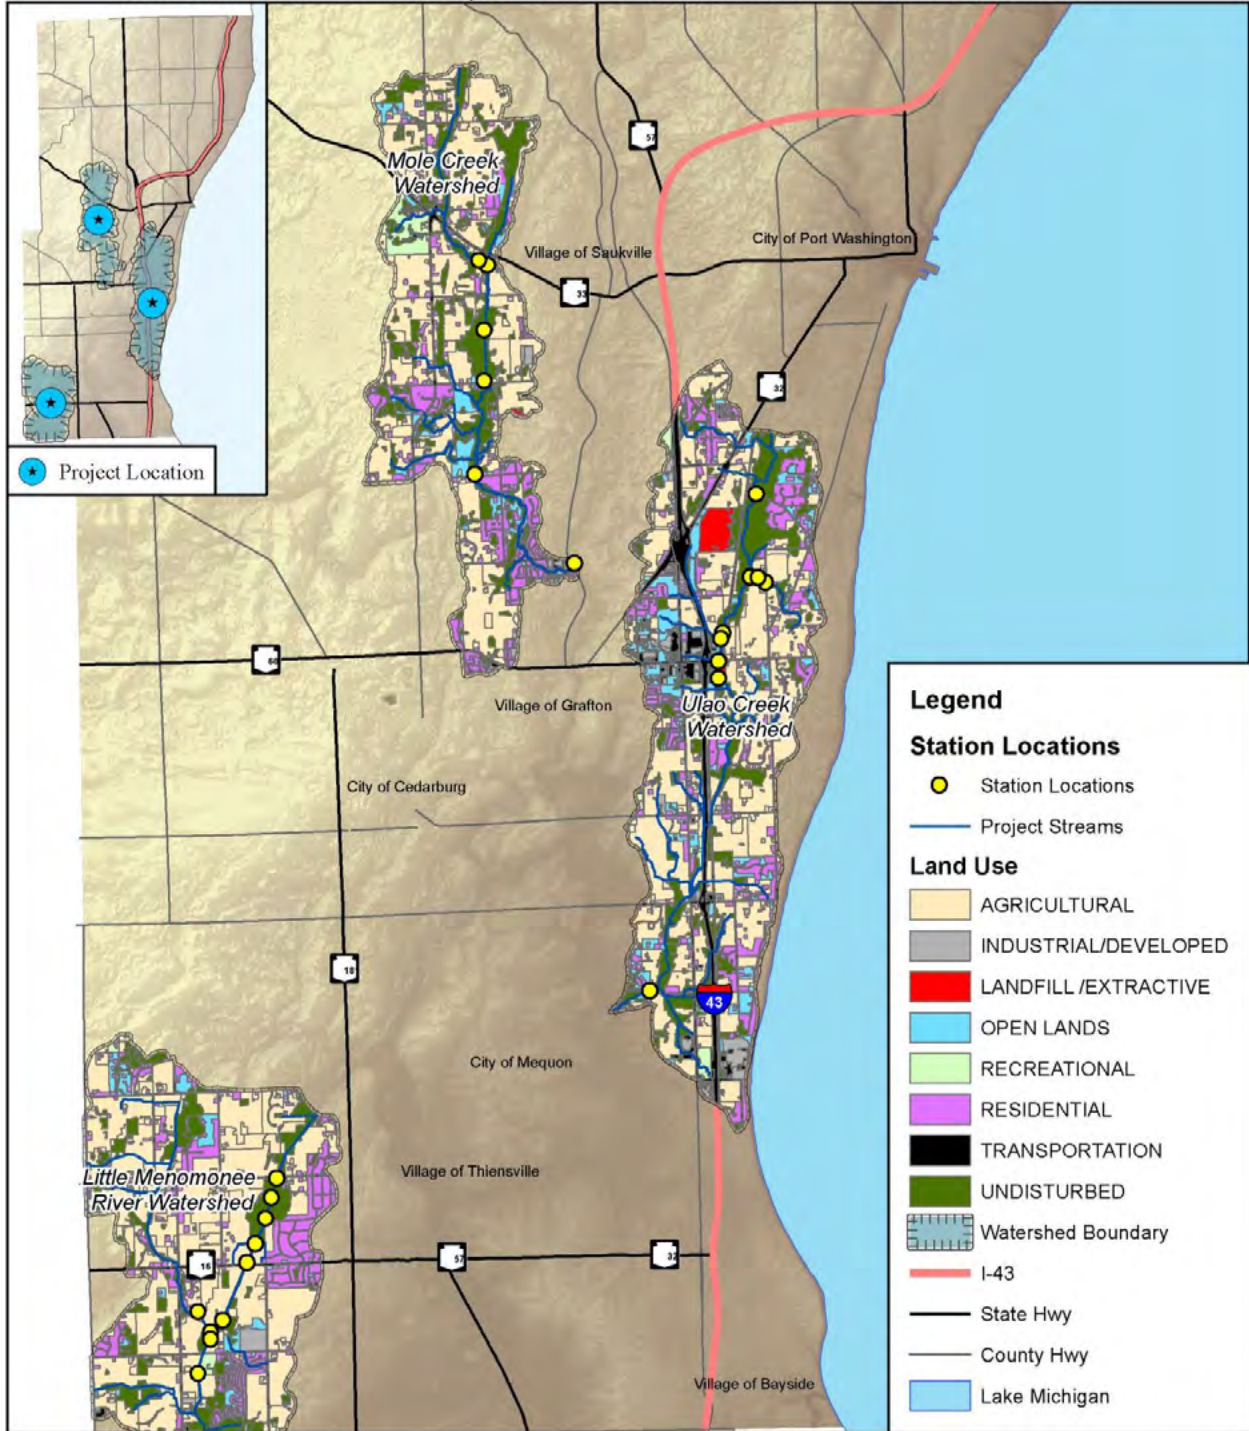 Project Location
Mole Creek
Watershed
57
Village of Saukville
City of Port Washington
33
32
60
Village of Grafton
Ulao Creek
Watershed
City of Cedarburg
18
43
City of Mequon
Little Menomonee
River Watershed
Village of Thiensville
16
57
32
Village of Bayside
Legend
Station Locations
Station Locations
Project Streams
Land Use
AGRICULTURAL
INDUSTRIAL/DEVELOPED
LANDFILL /EXTRACTIVE
OPEN LANDS
RECREATIONAL
RESIDENTIAL
TRANSPORTATION
UNDISTURBED
Watershed Boundary
I-43
State Hwy
County Hwy
Lake Michigan